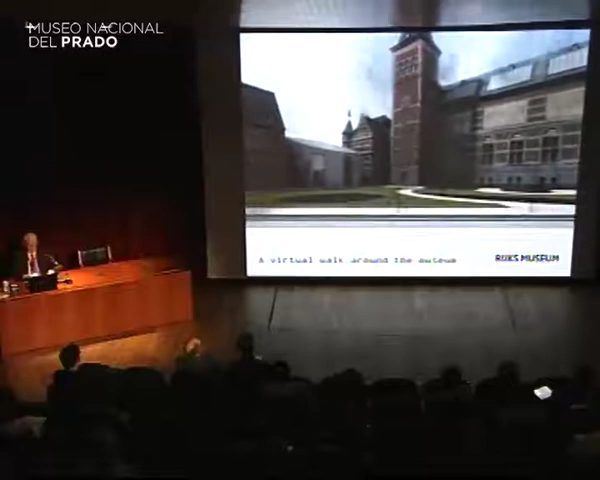 MUSEO NACIONAL
DEL PRADO
A virtual walk around the museum
RIJKS MUSEUM